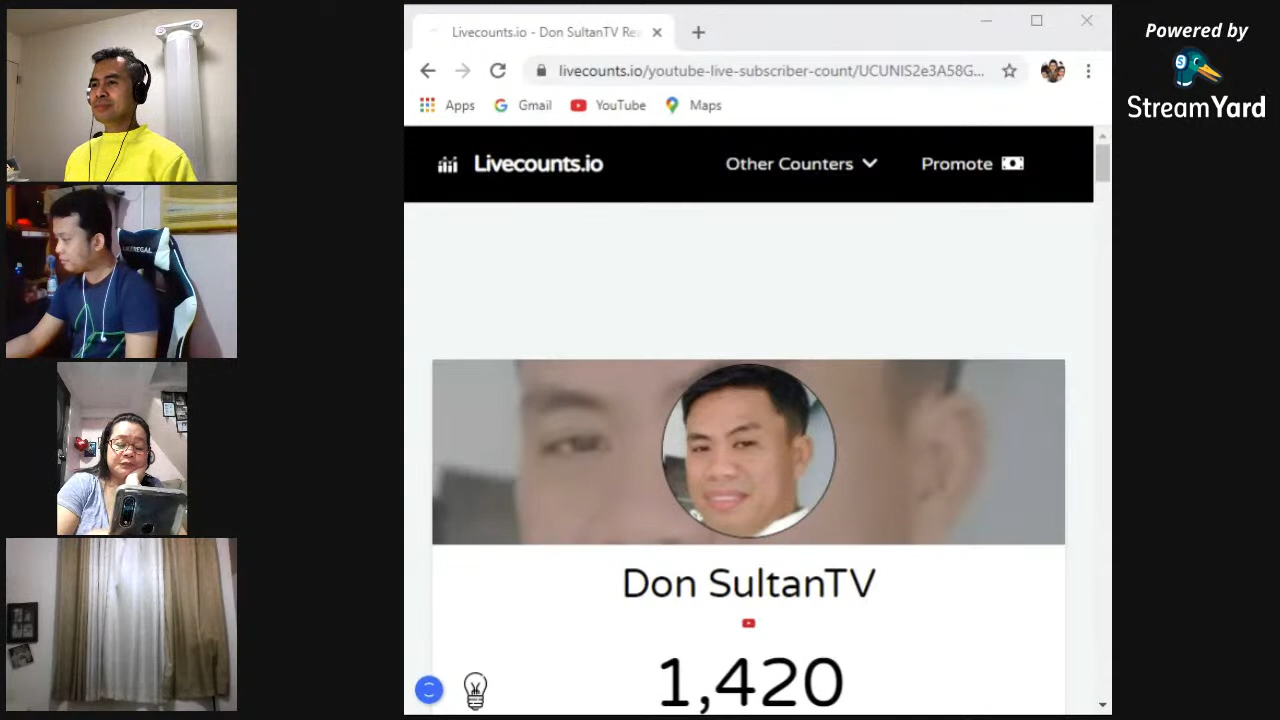 Livecounts.io - Don SultanTV Rea
livecounts.io/youtube-live-subscriber-count/UCUNIS2e3A58G...
Apps Gmail YouTube Maps
Livecounts.io Other Counters Promote
Don SultanTV
1,420
Powered by
StreamYard